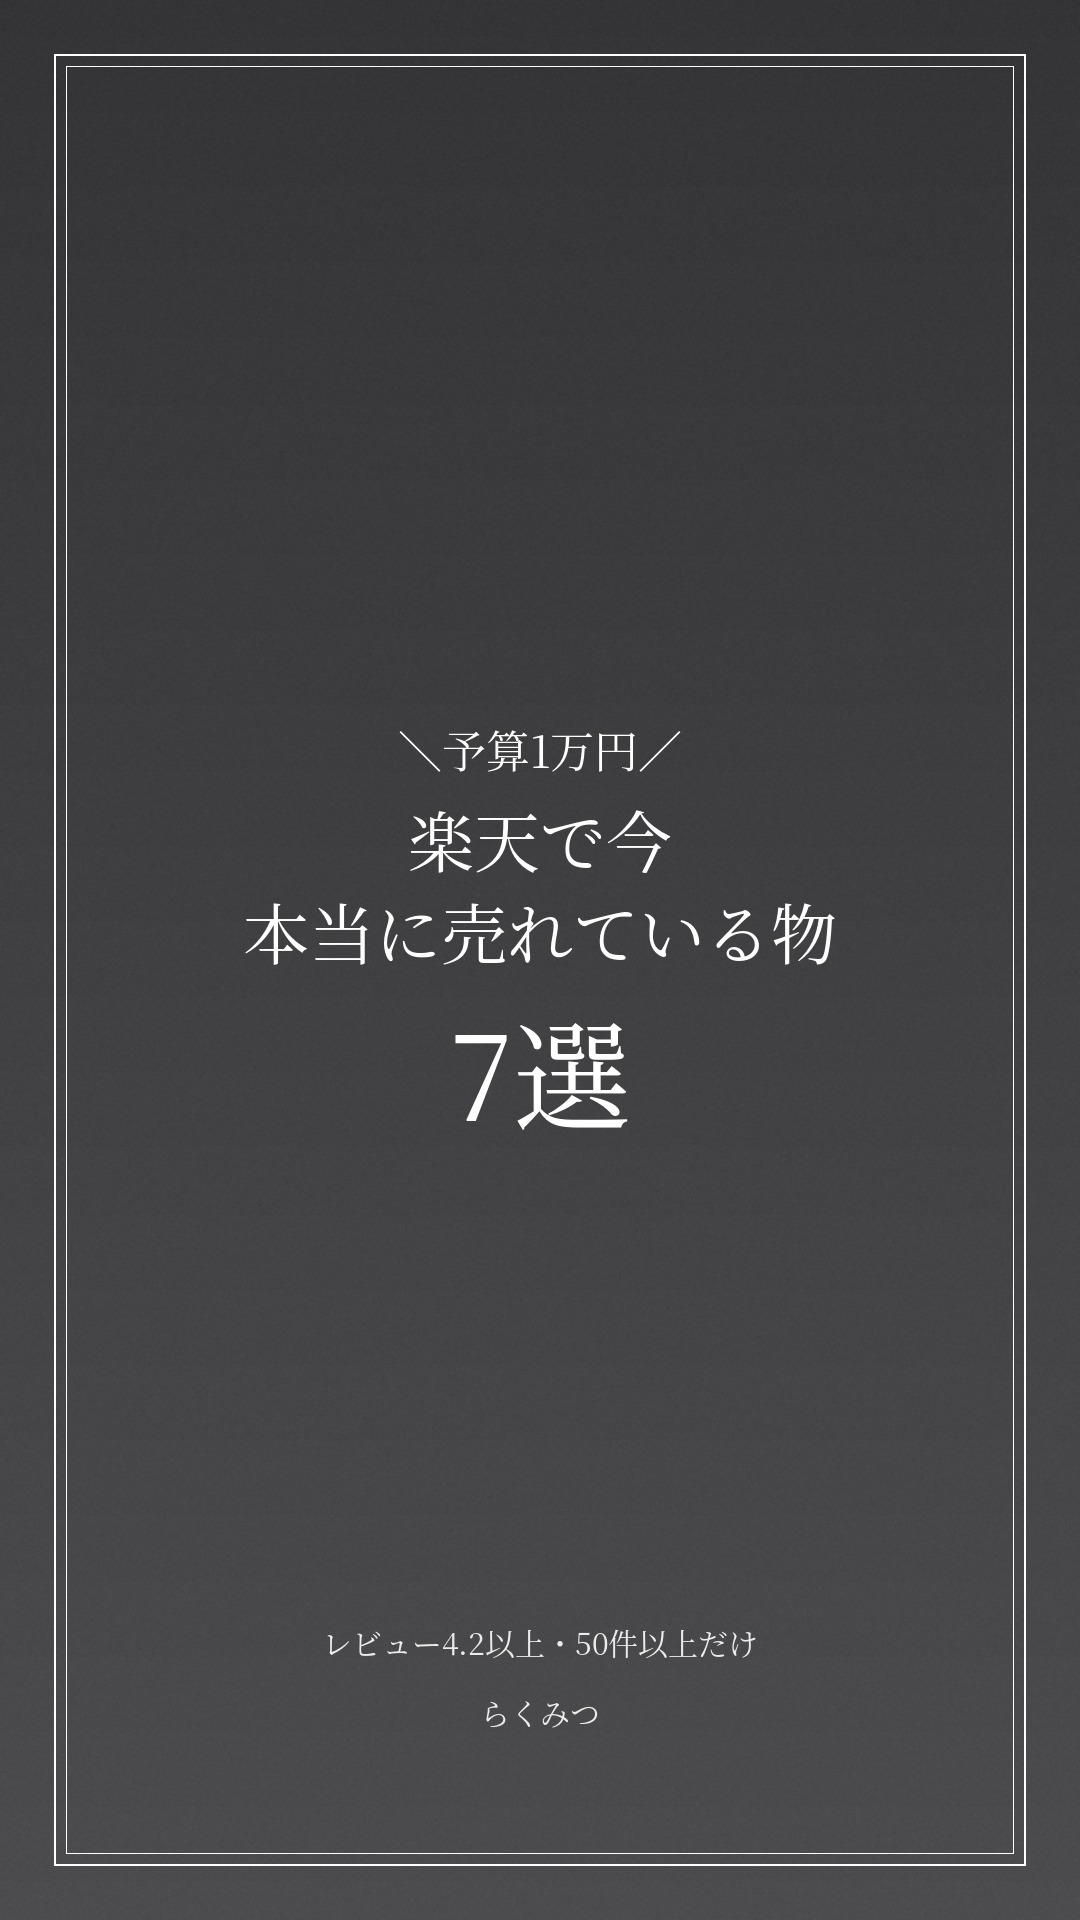 ＼予算1万円／
楽天で今
本当に売れている物
7選
レビュー4.2以上・50件以上だけ
らくみつ